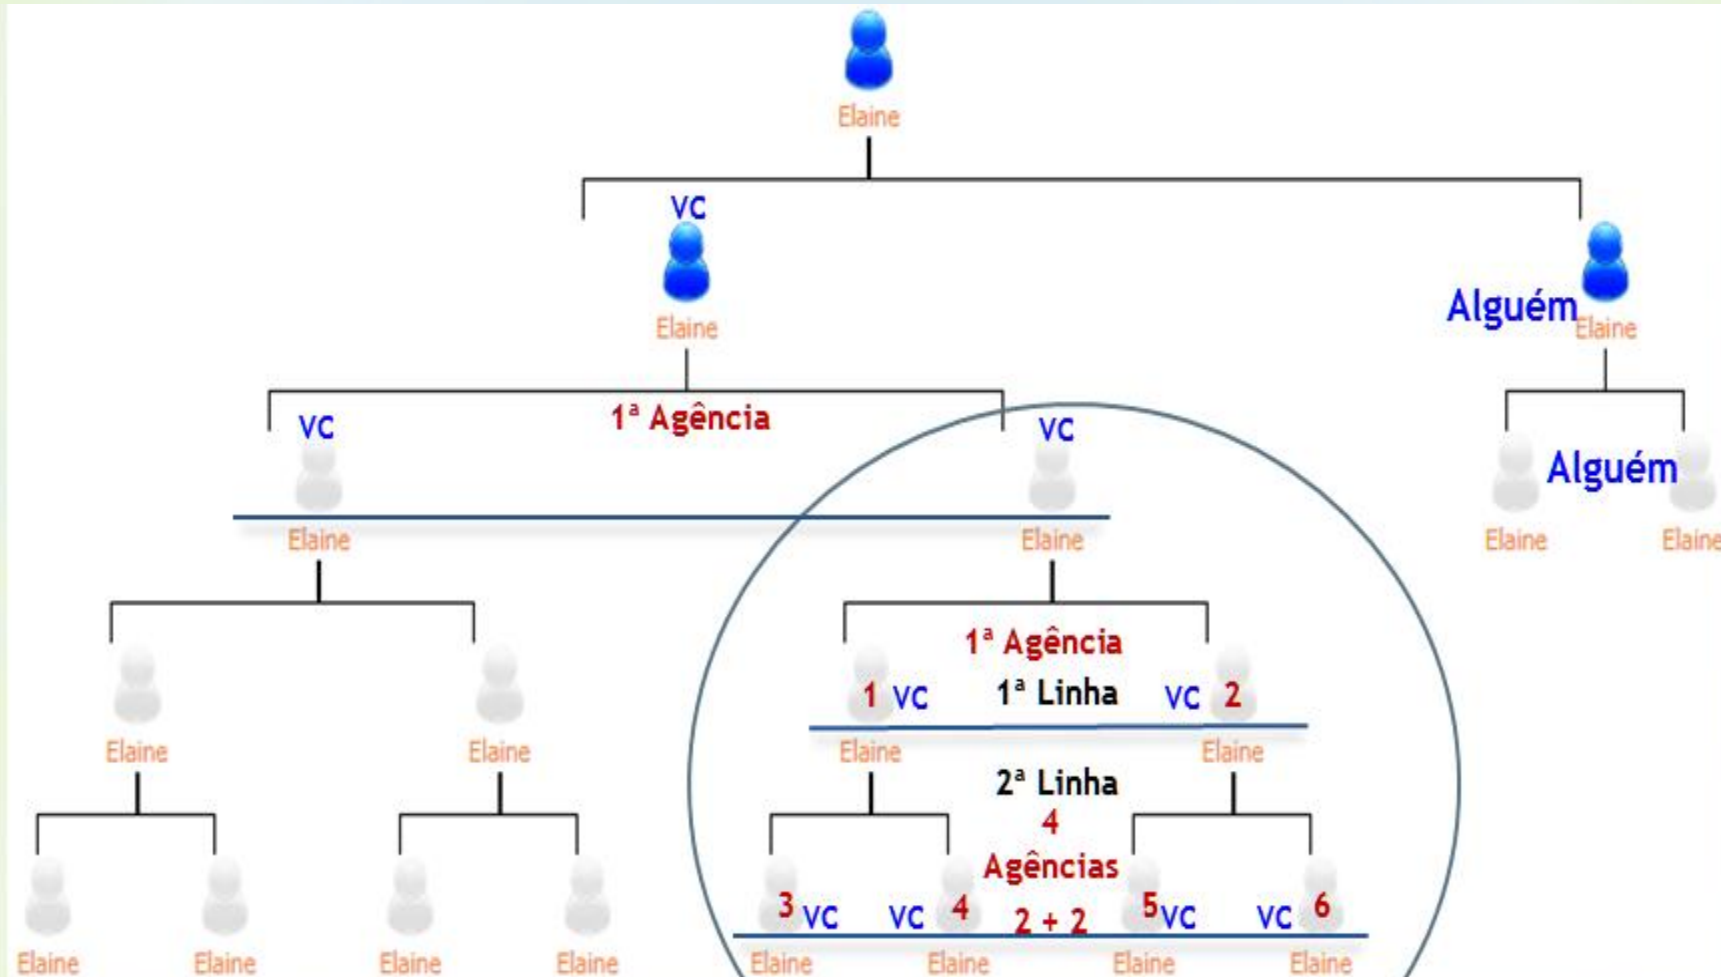 Elaine
VC
Elaine
Alguém
Elaine
1ª Agência
VC
VC
Alguém
Elaine
Elaine
Elaine
Elaine
1ª Agência
1 VC
1ª Linha
VC 2
Elaine
Elaine
Elaine
Elaine
2ª Linha
4
Agências
2 + 2
3 VC
VC 4
5 VC
VC 6
Elaine
Elaine
Elaine
Elaine
Elaine
Elaine
Elaine
Elaine